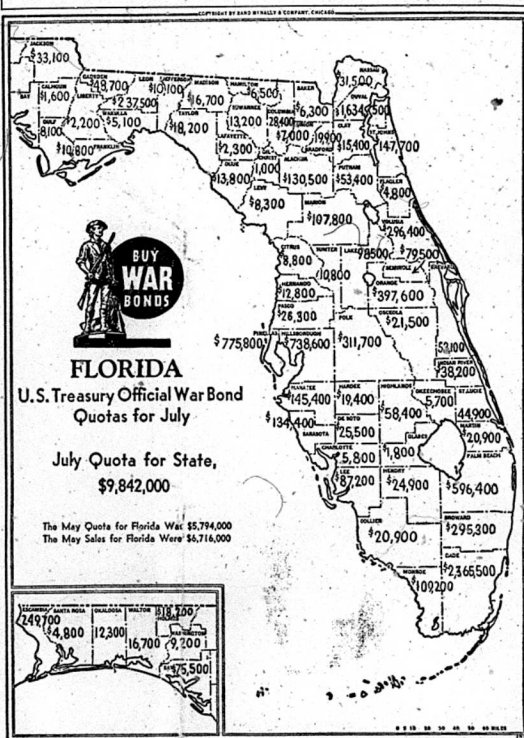 COPYRIGHT BY RAND McNALLY & COMPANY, CHICAGO
JACKSON
$33,100
GADSDEN
$48,700
LEON
$237,500
JEFFERSON
$10,100
MADISON
$16,700
HAMILTON
$6,500
BAKER
$6,300
NASSAU
31,500
DUVAL
CALHOUN
$1,600
LIBERTY
$2,200
WAKULLA
$5,100
TAYLOR
$18,200
SUWANNEE
13,200
COLUMBIA
28,400
UNION
$7,000
BRADFORD
CLAY
$15,400
ST. JOHNS
147,700
BAY
GULF
8,100
FRANKLIN
$10,800
LAFAYETTE
$2,300
DIXIE
$13,800
GIL-
CHRIST
1,000
ALACHUA
$130,500
PUTNAM
$53,400
FLAGLER
$4,800
LEVY
$8,300
MARION
$107,800
VOLUSIA
$296,400
CITRUS
$8,800
SUMTER
10,800
LAKE
98500
$79,500
SEMINOLE
HERNANDO
$12,800
ORANGE
$397,600
PASCO
$26,300
OSCEOLA
$21,500
PINELLAS
$775,800
HILLSBOROUGH
$738,600
POLK
$311,700
52,100
INDIAN RIVER
$38,200
MANATEE
$145,400
HARDEE
$19,400
HIGHLANDS
$58,400
OKEECHOBEE
5,700
ST. LUCIE
44,900
$134,400
SARASOTA
DE SOTO
$25,500
MARTIN
$20,900
CHARLOTTE
$5,800
GLADES
$1,800
PALM BEACH
$596,400
LEE
$87,200
HENDRY
$24,900
COLLIER
$20,900
BROWARD
$295,300
MONROE
109,200
DADE
$2,365,500
BUY
WAR
BONDS
FLORIDA
U.S. Treasury Official War Bond
Quotas for July
July Quota for State,
$9,842,000
The May Quota for Florida Was $5,794,000
The May Sales for Florida Were $6,716,000
ESCAMBIA
249,700
SANTA ROSA
$4,800
OKALOOSA
12,300
WALTON
16,700
$18,200
HOLMES
WASHINGTON
9,200
BAY
$75,500